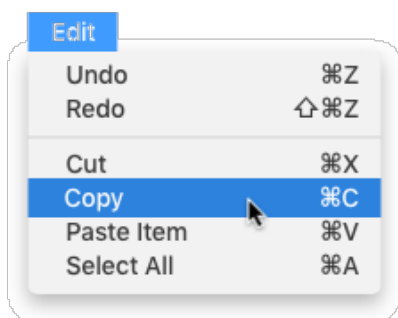 Edit
Undo ⌘Z
Redo ⇧⌘Z
Cut ⌘X
Copy ⌘C
Paste Item ⌘V
Select All ⌘A